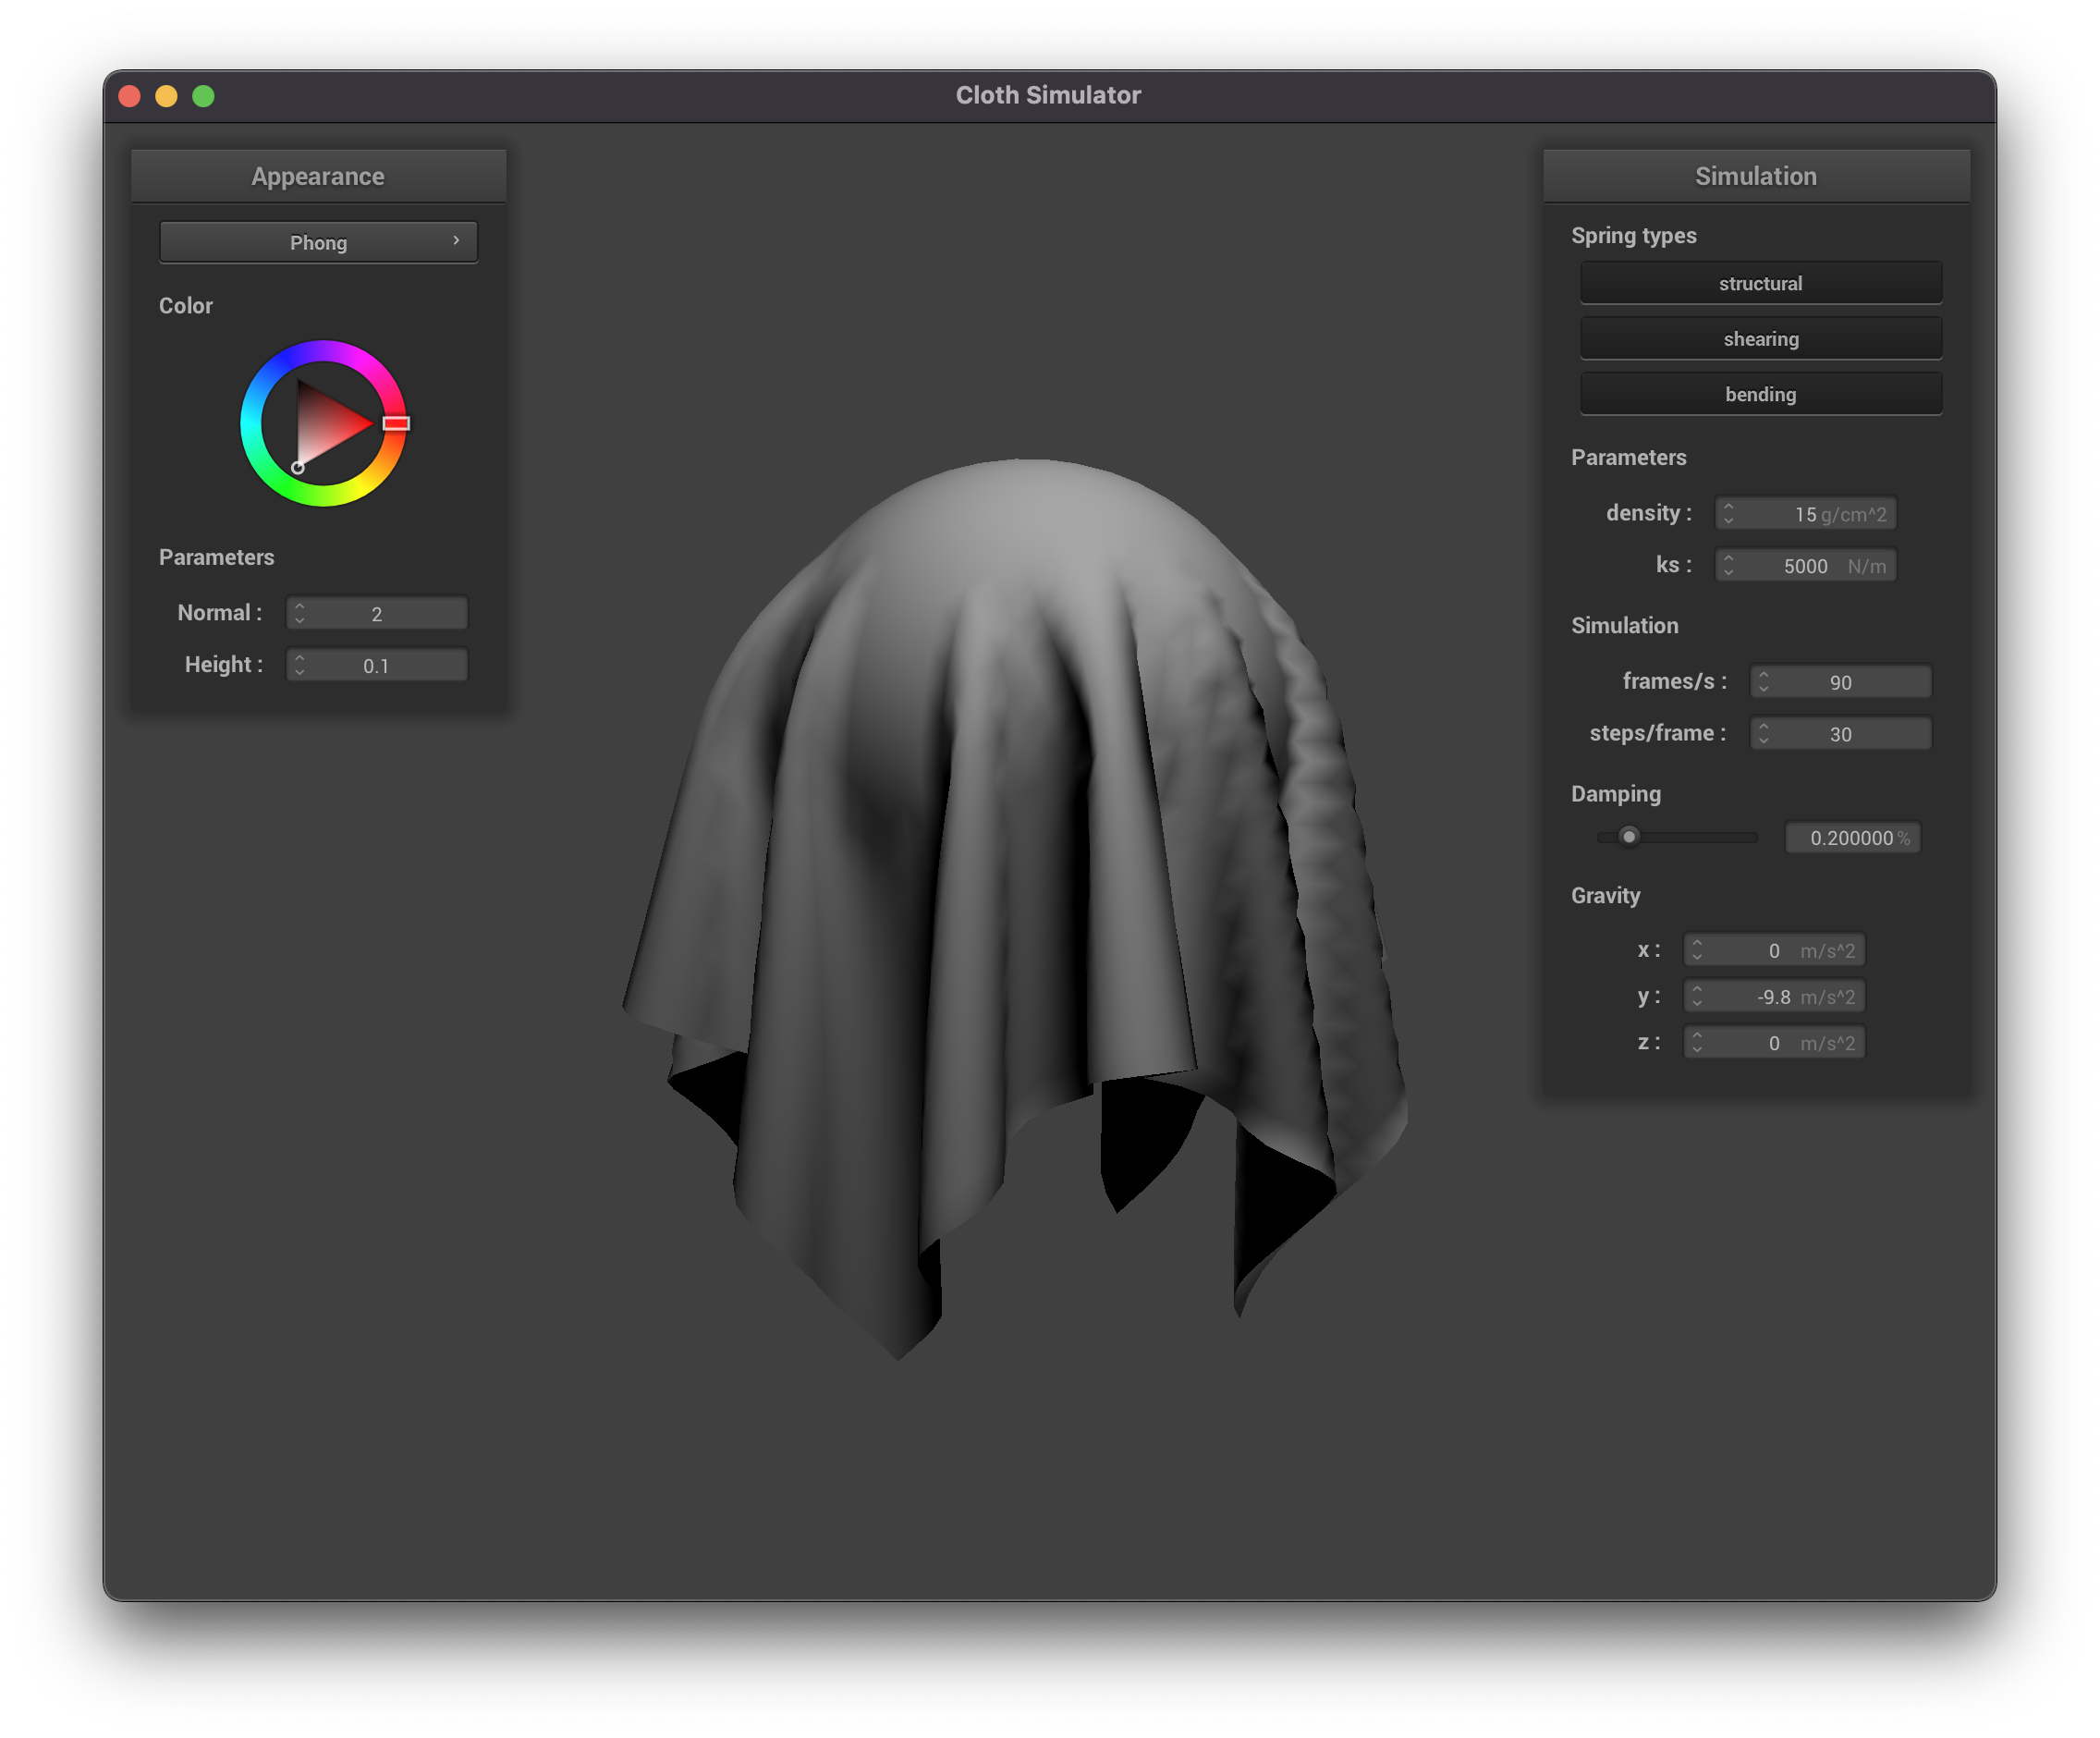 Cloth Simulator
Appearance
Phong
Color
Parameters
Normal : 2
Height : 0.1
Simulation
Spring types
structural
shearing
bending
Parameters
density : 15 g/cm^2
ks : 5000 N/m
Simulation
frames/s : 90
steps/frame : 30
Damping
0.200000 %
Gravity
x : 0 m/s^2
y : -9.8 m/s^2
z : 0 m/s^2